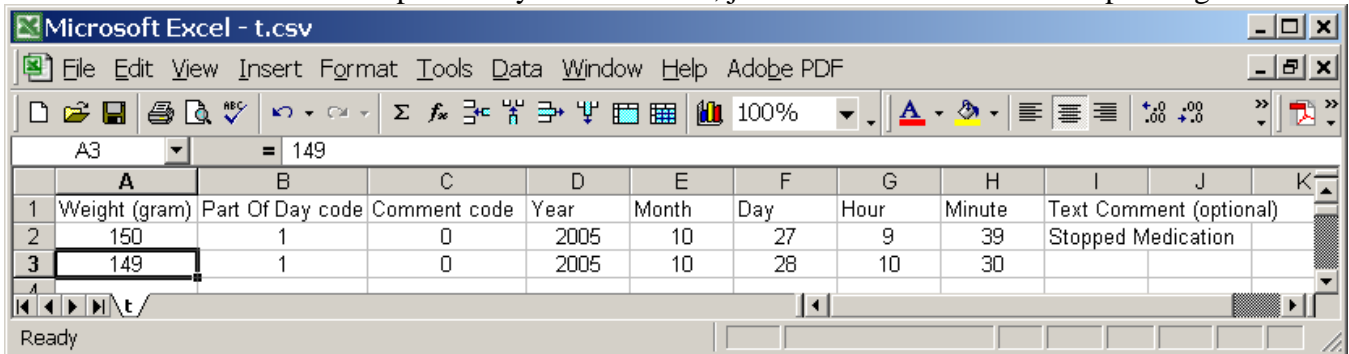 Microsoft Excel - t.csv
File Edit View Insert Format Tools Data Window Help Adobe PDF
ABC Σ fx 100% A
A3 = 149
A B C D E F G H I J K
1 Weight (gram) Part Of Day code Comment code Year Month Day Hour Minute Text Comment (optional)
2 150 1 0 2005 10 27 9 39 Stopped Medication
3 149 1 0 2005 10 28 10 30
t
Ready